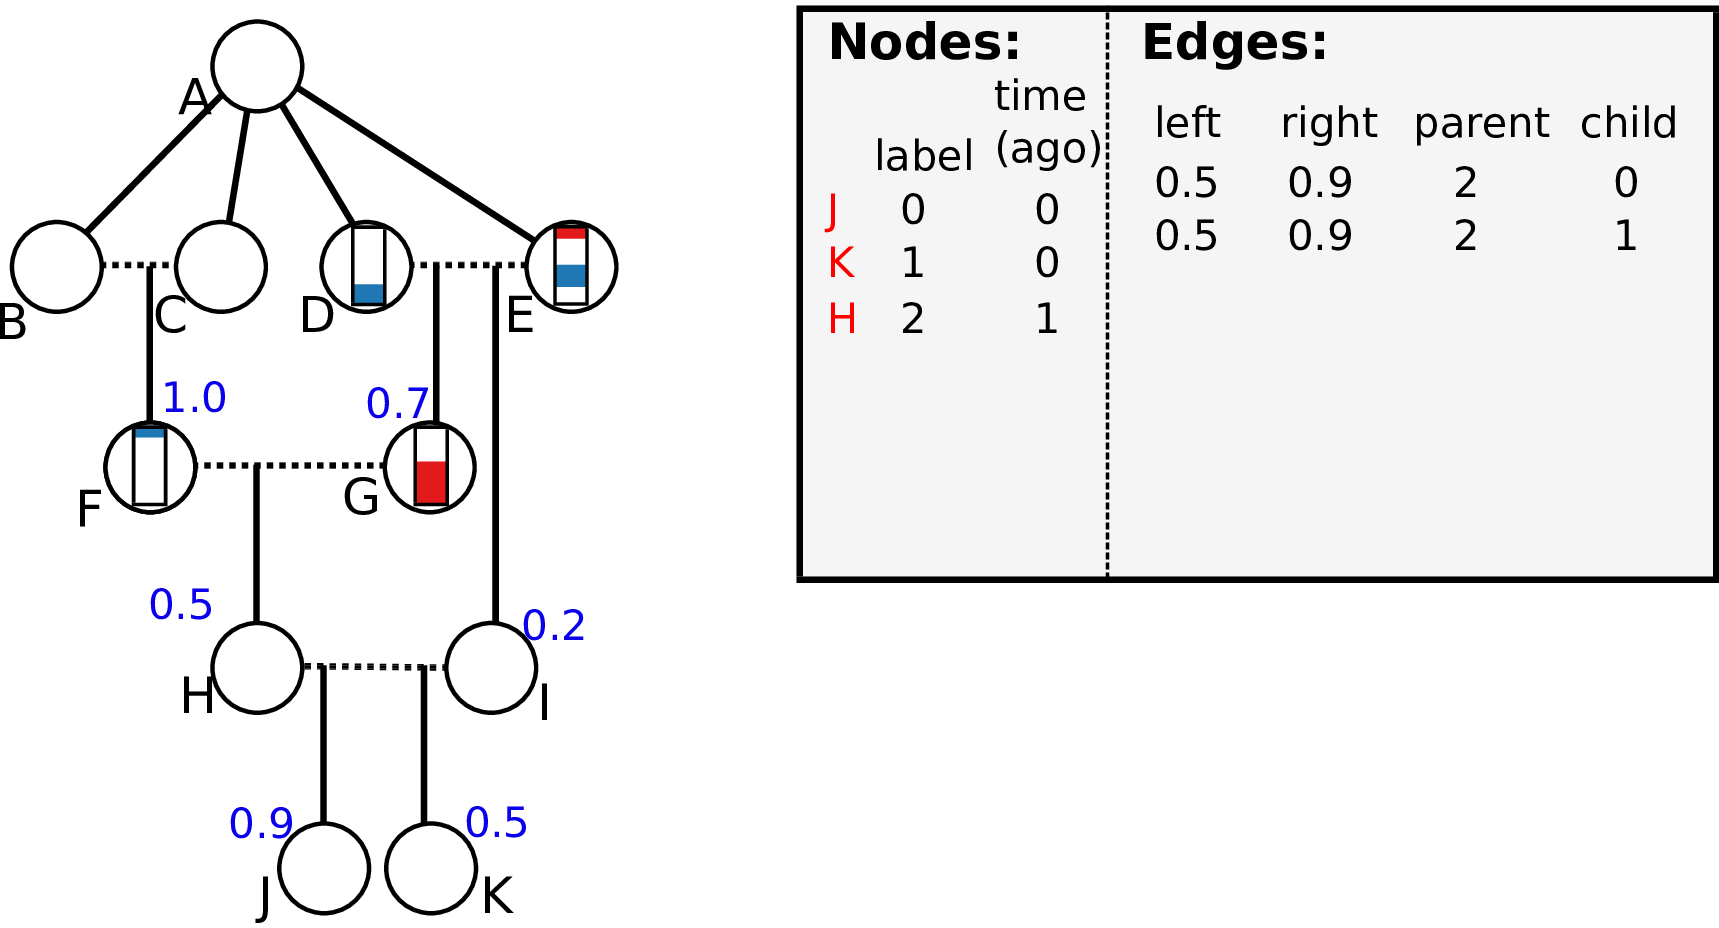 A
B
C
D
E
1.0
0.7
F
G
0.5
0.2
H
I
0.9
0.5
J
K
Nodes:
time
label (ago)
J 0 0
K 1 0
H 2 1
Edges:
left right parent child
0.5 0.9 2 0
0.5 0.9 2 1